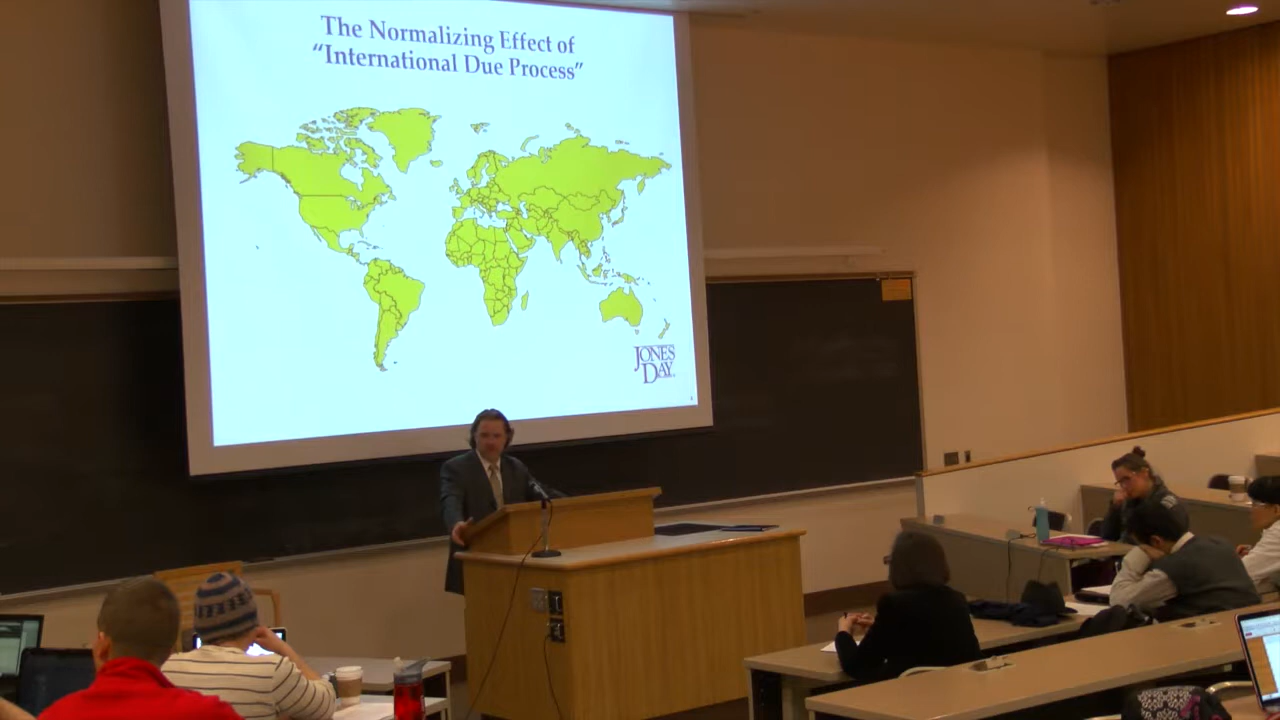 The Normalizing Effect of
“International Due Process”
JONES
DAY